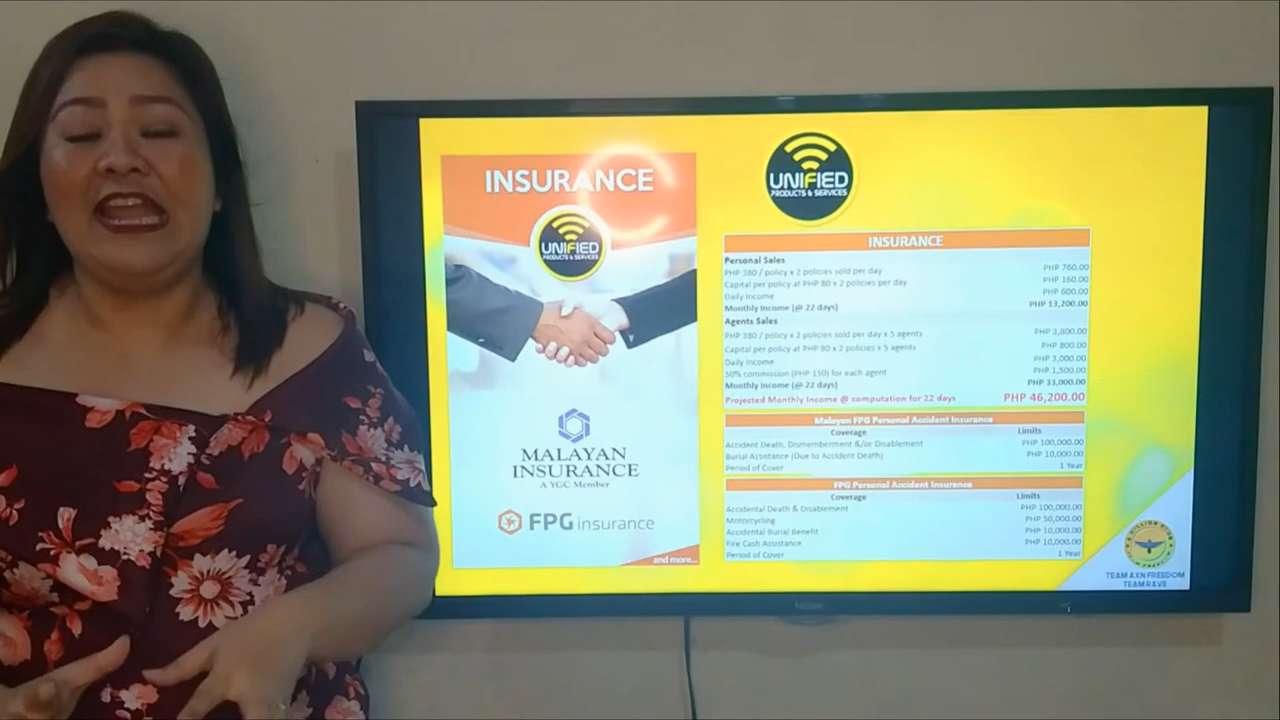 INSURANCE
UNIFIED
PRODUCTS & SERVICES
MALAYAN
INSURANCE
A YGC Member
FPG insurance
and more...
UNIFIED
PRODUCTS & SERVICES
INSURANCE
Personal Sales
PHP 380 / policy x 2 policies sold per day PHP 760.00
Capital per policy at PHP 80 x 2 policies per day PHP 160.00
Daily Income PHP 600.00
Monthly Income (@ 22 days) PHP 13,200.00
Agents Sales
PHP 380 / policy x 2 policies sold per day x 5 agents PHP 3,800.00
Capital per policy at PHP 80 x 2 policies x 5 agents PHP 800.00
Daily Income PHP 3,000.00
50% commission (PHP 150) for each agent PHP 1,500.00
Monthly Income (@ 22 days) PHP 33,000.00
Projected Monthly Income @ computation for 22 days PHP 46,200.00
Malayan FPG Personal Accident Insurance
Coverage Limits
Accident Death, Dismemberment &/or Disablement PHP 100,000.00
Burial Assistance (Due to Accident Death) PHP 10,000.00
Period of Cover 1 Year
FPG Personal Accident Insurance
Coverage Limits
Accidental Death & Disablement PHP 100,000.00
Motorcycling PHP 50,000.00
Accidental Burial Benefit PHP 10,000.00
Fire Cash Assistance PHP 10,000.00
Period of Cover 1 Year
TEAM AXN FREEDOM
TEAM RAVE